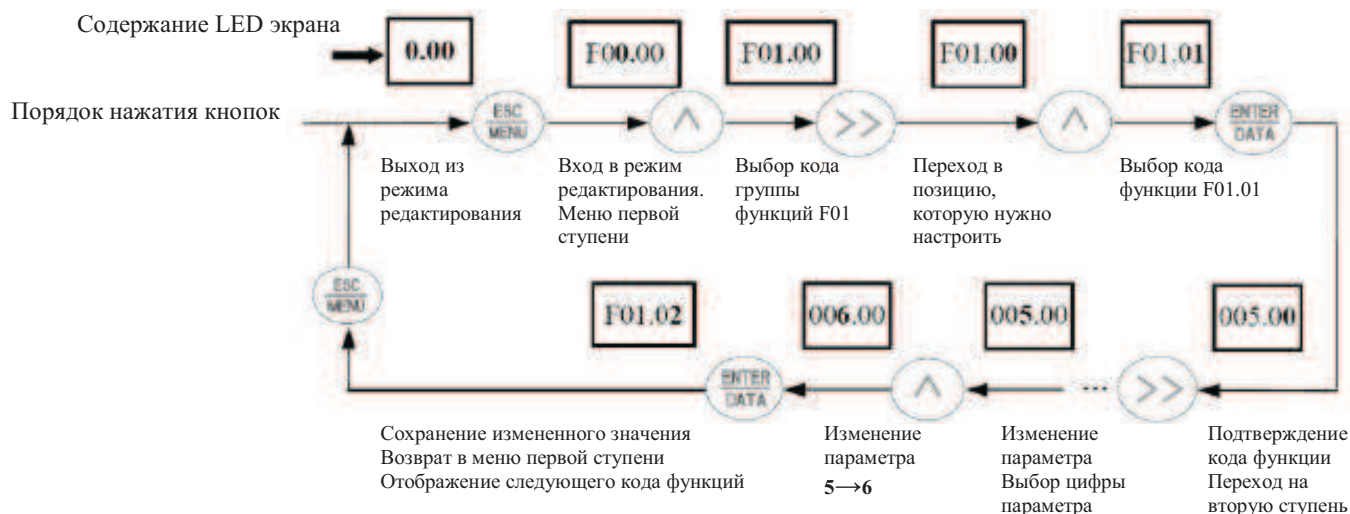 Содержание LED экрана
0.00
F00.00
F01.00
F01.00
F01.01
Порядок нажатия кнопок
ESC
MENU
>>
ENTER
DATA
Выход из
режима
редактирования
Вход в режим
редактирования.
Меню первой
ступени
Выбор кода
группы
функций F01
Переход в
позицию,
которую нужно
настроить
Выбор кода
функции F01.01
ESC
MENU
F01.02
006.00
005.00
005.00
ENTER
DATA
...
>>
Сохранение измененного значения
Возврат в меню первой ступени
Отображение следующего кода функций
Изменение
параметра
5→6
Изменение
параметра
Выбор цифры
параметра
Подтверждение
кода функции
Переход на
вторую ступень